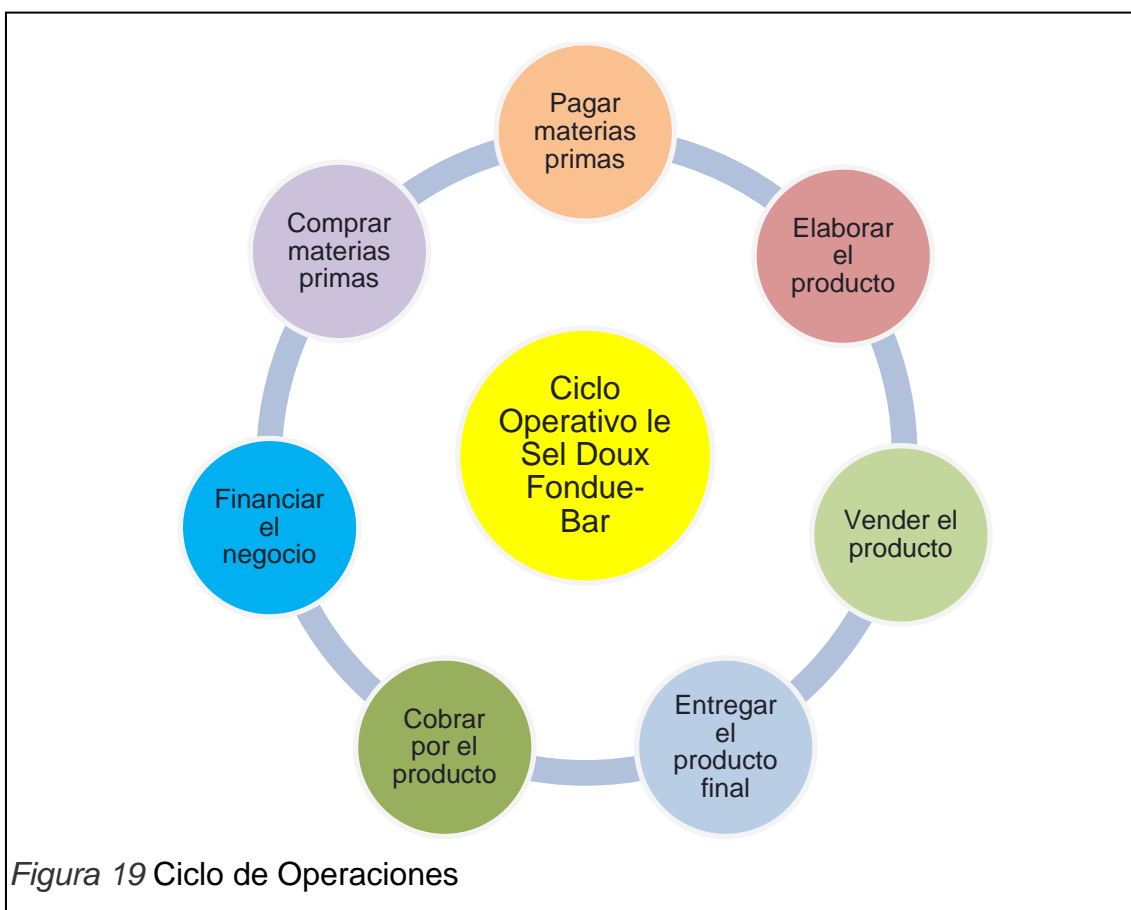 Pagar
materias
primas
Elaborar
el
producto
Vender el
producto
Entregar
el
producto
final
Cobrar
por el
producto
Financiar
el
negocio
Comprar
materias
primas
Ciclo
Operativo le
Sel Doux
Fondue-
Bar
Figura 19 Ciclo de Operaciones